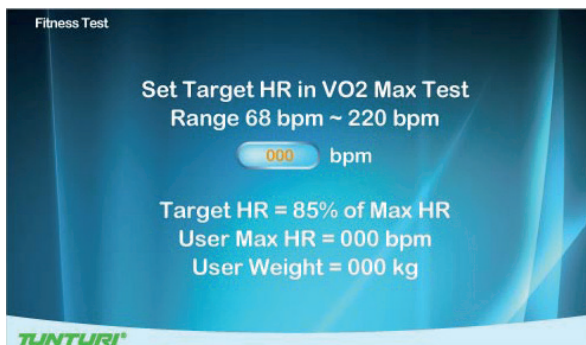 Fitness Test
Set Target HR in VO2 Max Test
Range 68 bpm ~ 220 bpm
000 bpm
Target HR = 85% of Max HR
User Max HR = 000 bpm
User Weight = 000 kg
TUNTURI®